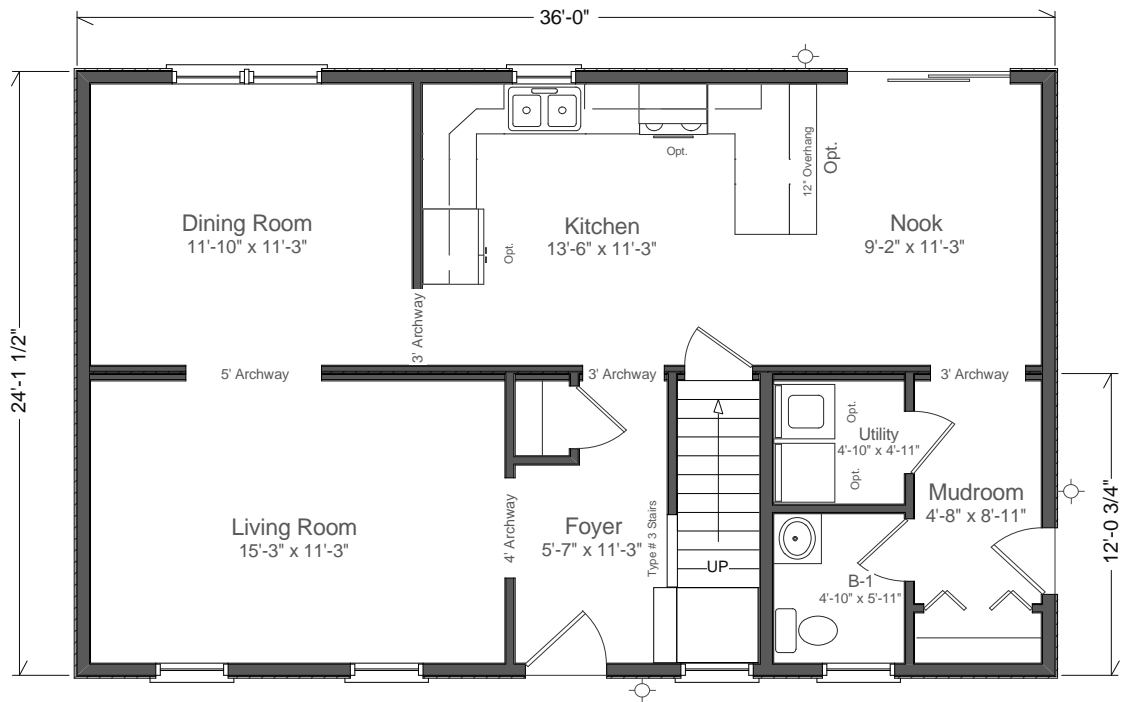 36'-0"
24'-1 1/2"
Dining Room
11'-10" x 11'-3"
Kitchen
13'-6" x 11'-3"
Opt.
Opt.
12" Overhang
Opt.
Nook
9'-2" x 11'-3"
3' Archway
5' Archway
3' Archway
3' Archway
Living Room
15'-3" x 11'-3"
4' Archway
Foyer
5'-7" x 11'-3"
Type # 3 Stairs
UP
Opt.
Utility
4'-10" x 4'-11"
Opt.
Mudroom
4'-8" x 8'-11"
B-1
4'-10" x 5'-11"
12'-0 3/4"